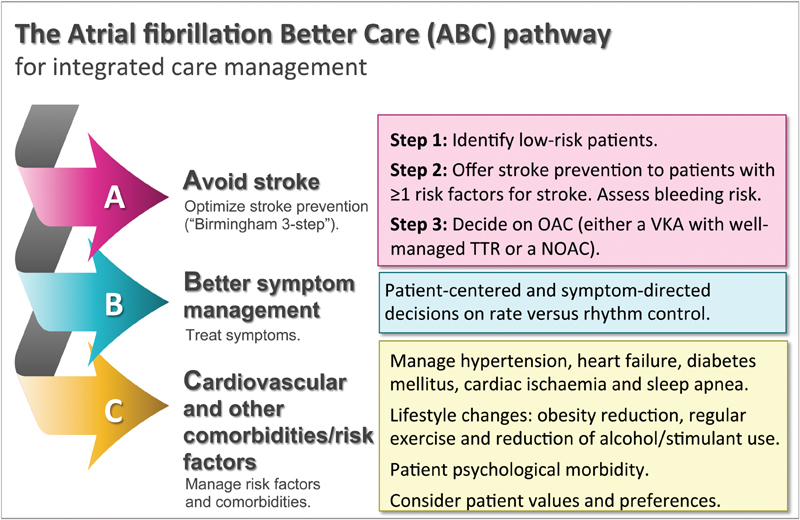 The Atrial fibrillation Better Care (ABC) pathway
for integrated care management
A
Avoid stroke
Optimize stroke prevention
(“Birmingham 3-step”).
Step 1: Identify low-risk patients.
Step 2: Offer stroke prevention to patients with
≥1 risk factors for stroke. Assess bleeding risk.
Step 3: Decide on OAC (either a VKA with well-
managed TTR or a NOAC).
B
Better symptom
management
Treat symptoms.
Patient-centered and symptom-directed
decisions on rate versus rhythm control.
C
Cardiovascular
and other
comorbidities/risk
factors
Manage risk factors
and comorbidities.
Manage hypertension, heart failure, diabetes
mellitus, cardiac ischaemia and sleep apnea.
Lifestyle changes: obesity reduction, regular
exercise and reduction of alcohol/stimulant use.
Patient psychological morbidity.
Consider patient values and preferences.